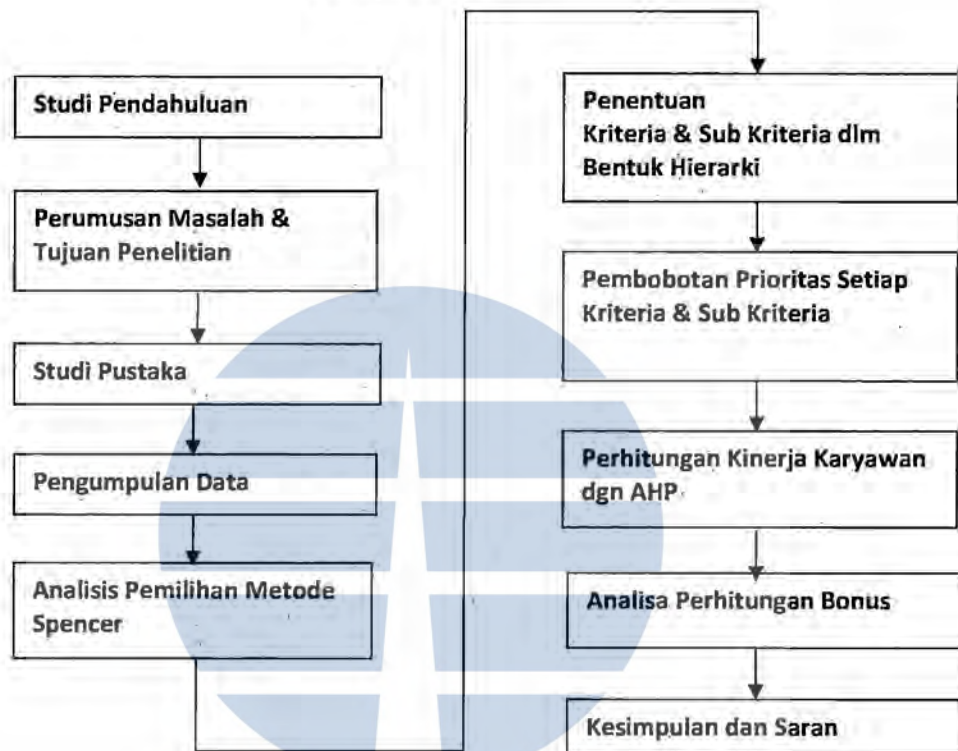 Studi Pendahuluan
Perumusan Masalah &
Tujuan Penelitian
Studi Pustaka
Pengumpulan Data
Analisis Pemilihan Metode
Spencer
Penentuan
Kriteria & Sub Kriteria dlm
Bentuk Hierarki
Pembobotan Prioritas Setiap
Kriteria & Sub Kriteria
Perhitungan Kinerja Karyawan
dgn AHP
Analisa Perhitungan Bonus
Kesimpulan dan Saran